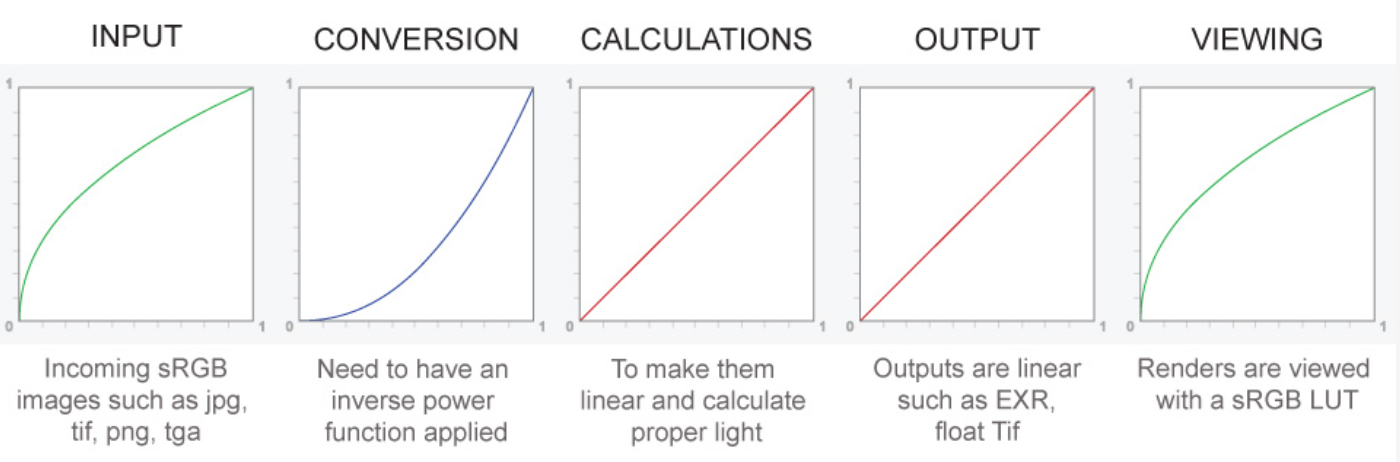 INPUT
CONVERSION
CALCULATIONS
OUTPUT
VIEWING
1
0
1
1
0
1
1
0
1
1
0
1
1
0
1
Incoming sRGB
images such as jpg,
tif, png, tga
Need to have an
inverse power
function applied
To make them
linear and calculate
proper light
Outputs are linear
such as EXR,
float Tif
Renders are viewed
with a sRGB LUT